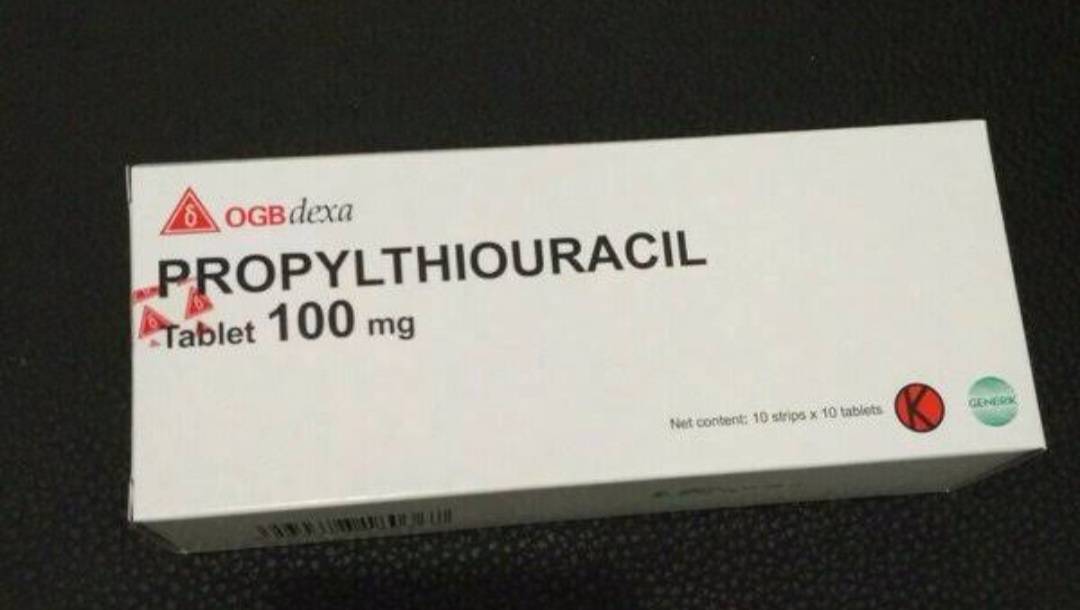 δ OGBdexa
PROPYLTHIOURACIL
Tablet 100 mg
Net content: 10 strips x 10 tablets
K
GENERIK